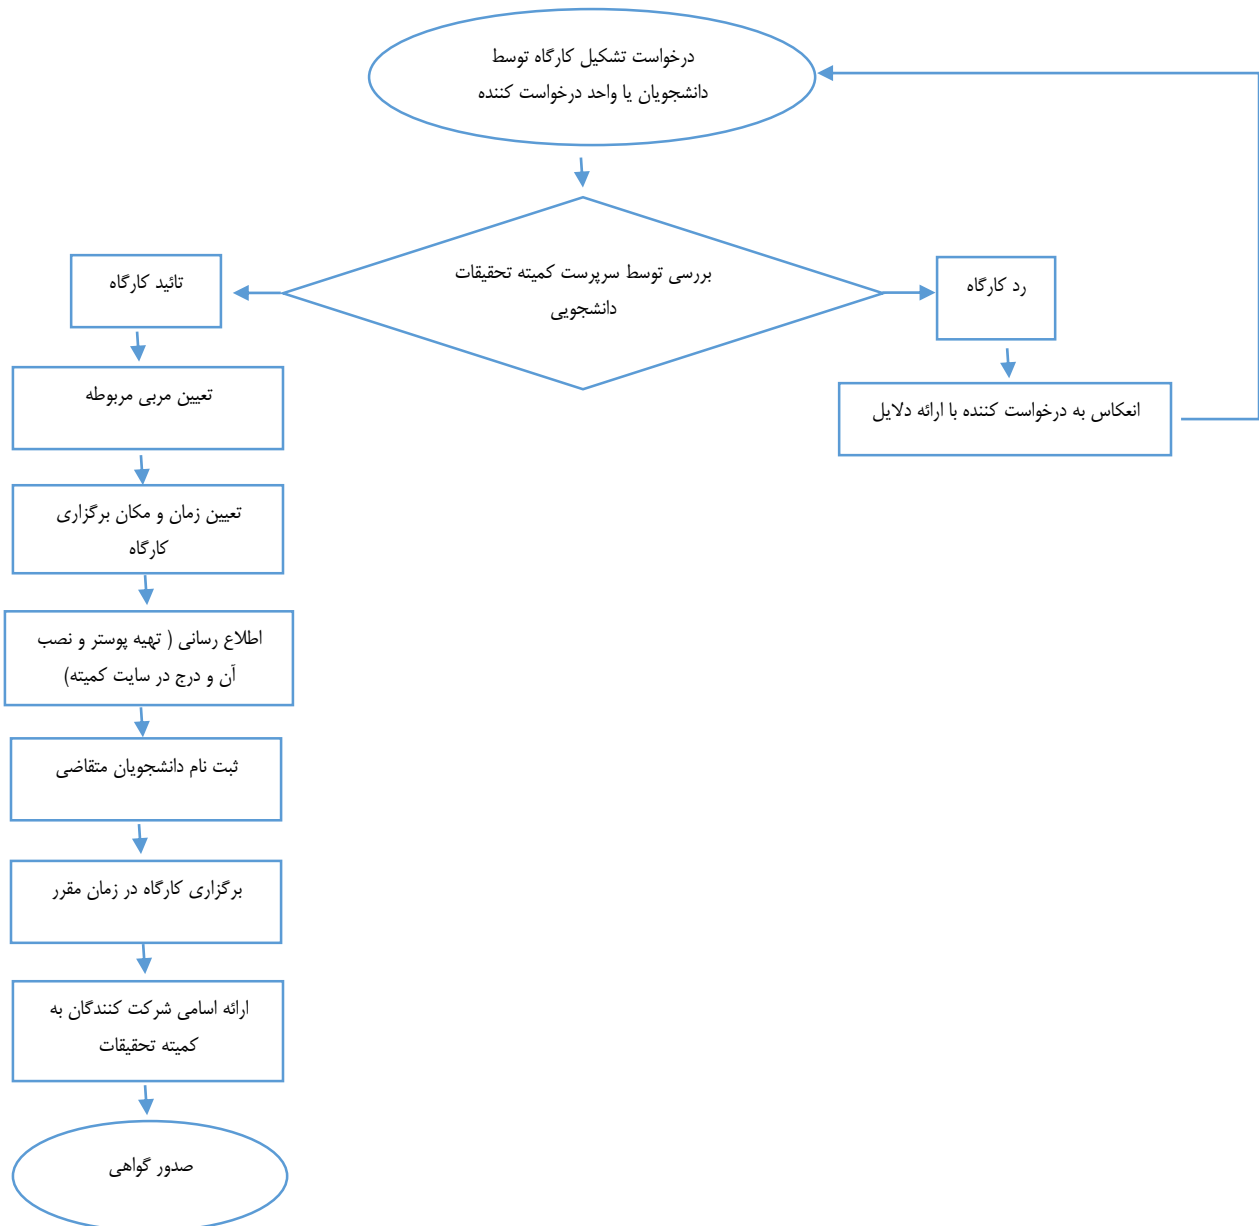 درخواست تشکیل کارگاه توسط
دانشجویان یا واحد درخواست کننده
بررسی توسط سرپرست کمیته تحقیقات
دانشجویی
رد کارگاه
انعکاس به درخواست کننده با ارائه دلایل
تائید کارگاه
تعیین مربی مربوطه
تعیین زمان و مکان برگزاری
کارگاه
اطلاع رسانی ( تهیه پوستر و نصب
آن و درج در سایت کمیته)
ثبت نام دانشجویان متقاضی
برگزاری کارگاه در زمان مقرر
ارائه اسامی شرکت کنندگان به
کمیته تحقیقات
صدور گواهی